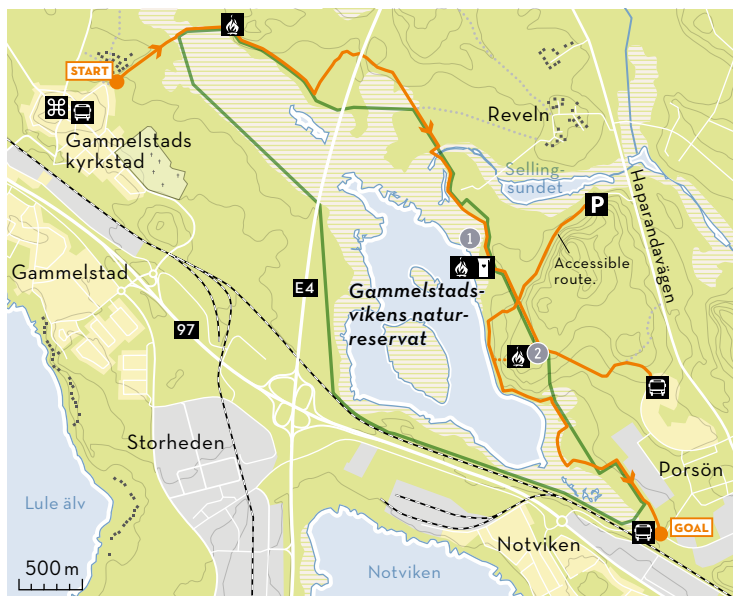 START
Reveln
Gammelstads
kyrkstad
Sellings-
sundet
P
Haparandavägen
1
Accessible
route.
Gammelstad
E4
Gammelstads-
vikens natur-
reservat
97
2
Storheden
Porsön
Lule älv
GOAL
Notviken
500 m
Notviken